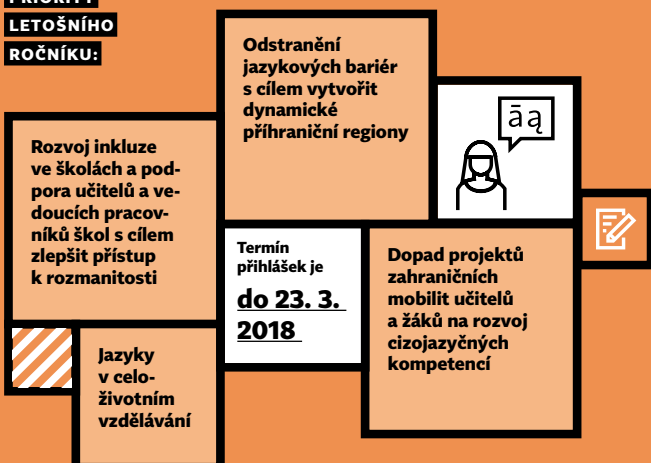 PRIORITY
LETOŠNÍHO
ROČNÍKU:
Odstranění
jazykových bariér
s cílem vytvořit
dynamické
příhraniční regiony
āą
Rozvoj inkluze
ve školách a pod-
pora učitelů a ve-
doucích pracov-
níků škol s cílem
zlepšit přístup
k rozmanitosti
Termín
přihlášek je
do 23. 3.
2018
Dopad projektů
zahraničních
mobilit učitelů
a žáků na rozvoj
cizojazyčných
kompetencí
Jazyky
v celo-
životním
vzdělávání